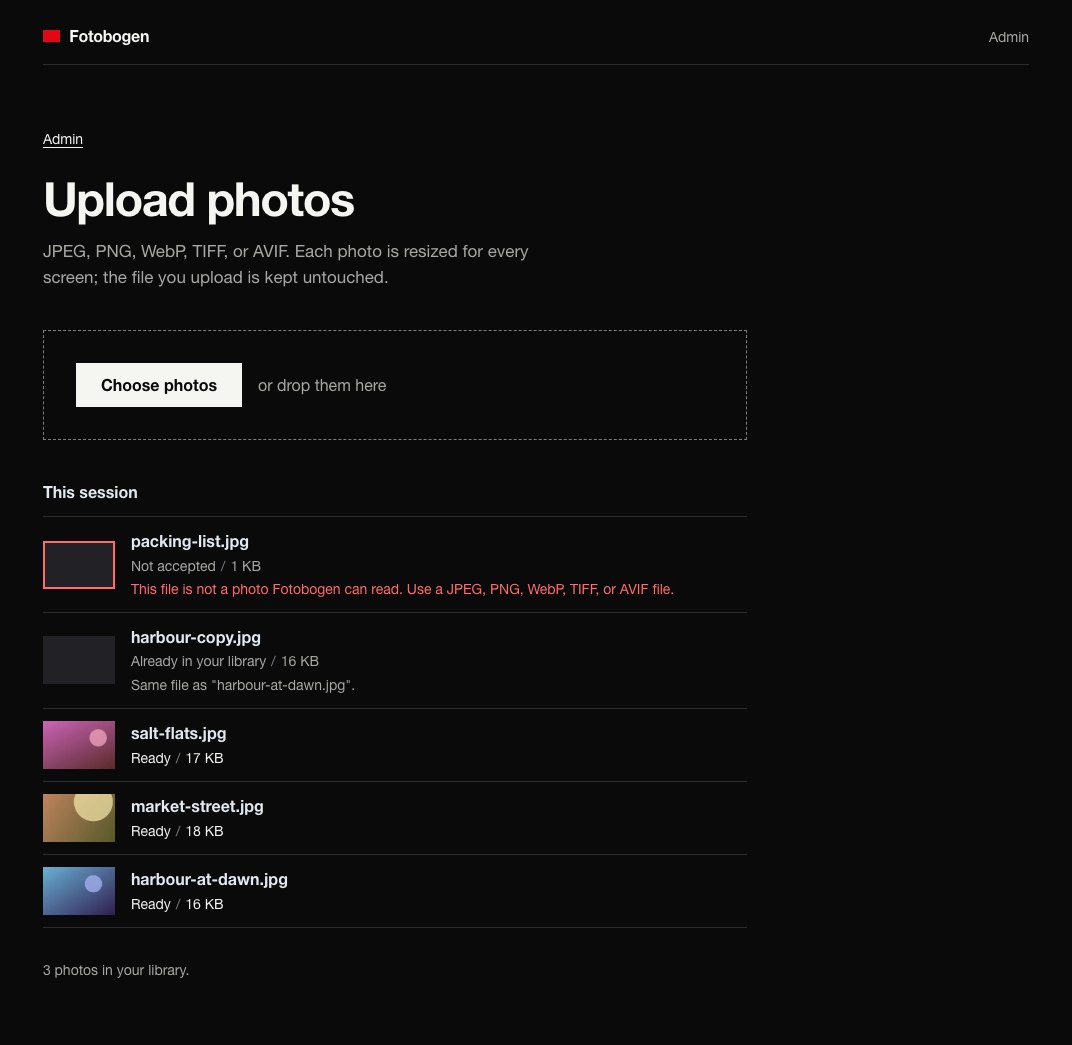 Fotobogen
Admin
Admin
Upload photos
JPEG, PNG, WebP, TIFF, or AVIF. Each photo is resized for every
screen; the file you upload is kept untouched.
Choose photos
or drop them here
This session
packing-list.jpg
Not accepted / 1 KB
This file is not a photo Fotobogen can read. Use a JPEG, PNG, WebP, TIFF, or AVIF file.
harbour-copy.jpg
Already in your library / 16 KB
Same file as "harbour-at-dawn.jpg".
salt-flats.jpg
Ready / 17 KB
market-street.jpg
Ready / 18 KB
harbour-at-dawn.jpg
Ready / 16 KB
3 photos in your library.